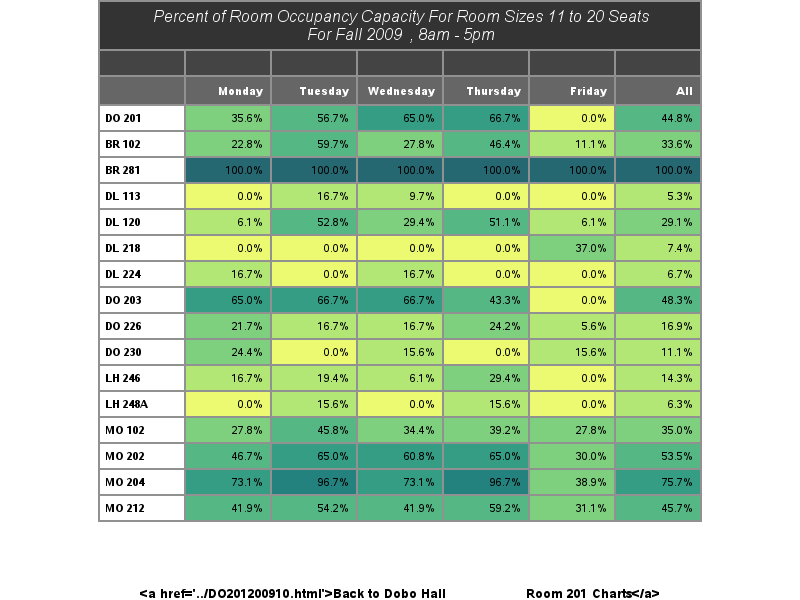 Percent of Room Occupancy Capacity For Room Sizes 11 to 20 Seats
For Fall 2009 , 8am - 5pm
Monday Tuesday Wednesday Thursday Friday All
DO 201 35.6% 56.7% 65.0% 66.7% 0.0% 44.8%
BR 102 22.8% 59.7% 27.8% 46.4% 11.1% 33.6%
BR 281 100.0% 100.0% 100.0% 100.0% 100.0% 100.0%
DL 113 0.0% 16.7% 9.7% 0.0% 0.0% 5.3%
DL 120 6.1% 52.8% 29.4% 51.1% 6.1% 29.1%
DL 218 0.0% 0.0% 0.0% 0.0% 37.0% 7.4%
DL 224 16.7% 0.0% 16.7% 0.0% 0.0% 6.7%
DO 203 65.0% 66.7% 66.7% 43.3% 0.0% 48.3%
DO 226 21.7% 16.7% 16.7% 24.2% 5.6% 16.9%
DO 230 24.4% 0.0% 15.6% 0.0% 15.6% 11.1%
LH 246 16.7% 19.4% 6.1% 29.4% 0.0% 14.3%
LH 248A 0.0% 15.6% 0.0% 15.6% 0.0% 6.3%
MO 102 27.8% 45.8% 34.4% 39.2% 27.8% 35.0%
MO 202 46.7% 65.0% 60.8% 65.0% 30.0% 53.5%
MO 204 73.1% 96.7% 73.1% 96.7% 38.9% 75.7%
MO 212 41.9% 54.2% 41.9% 59.2% 31.1% 45.7%
<a href='../DO201200910.html'>Back to Dobo Hall Room 201 Charts</a>